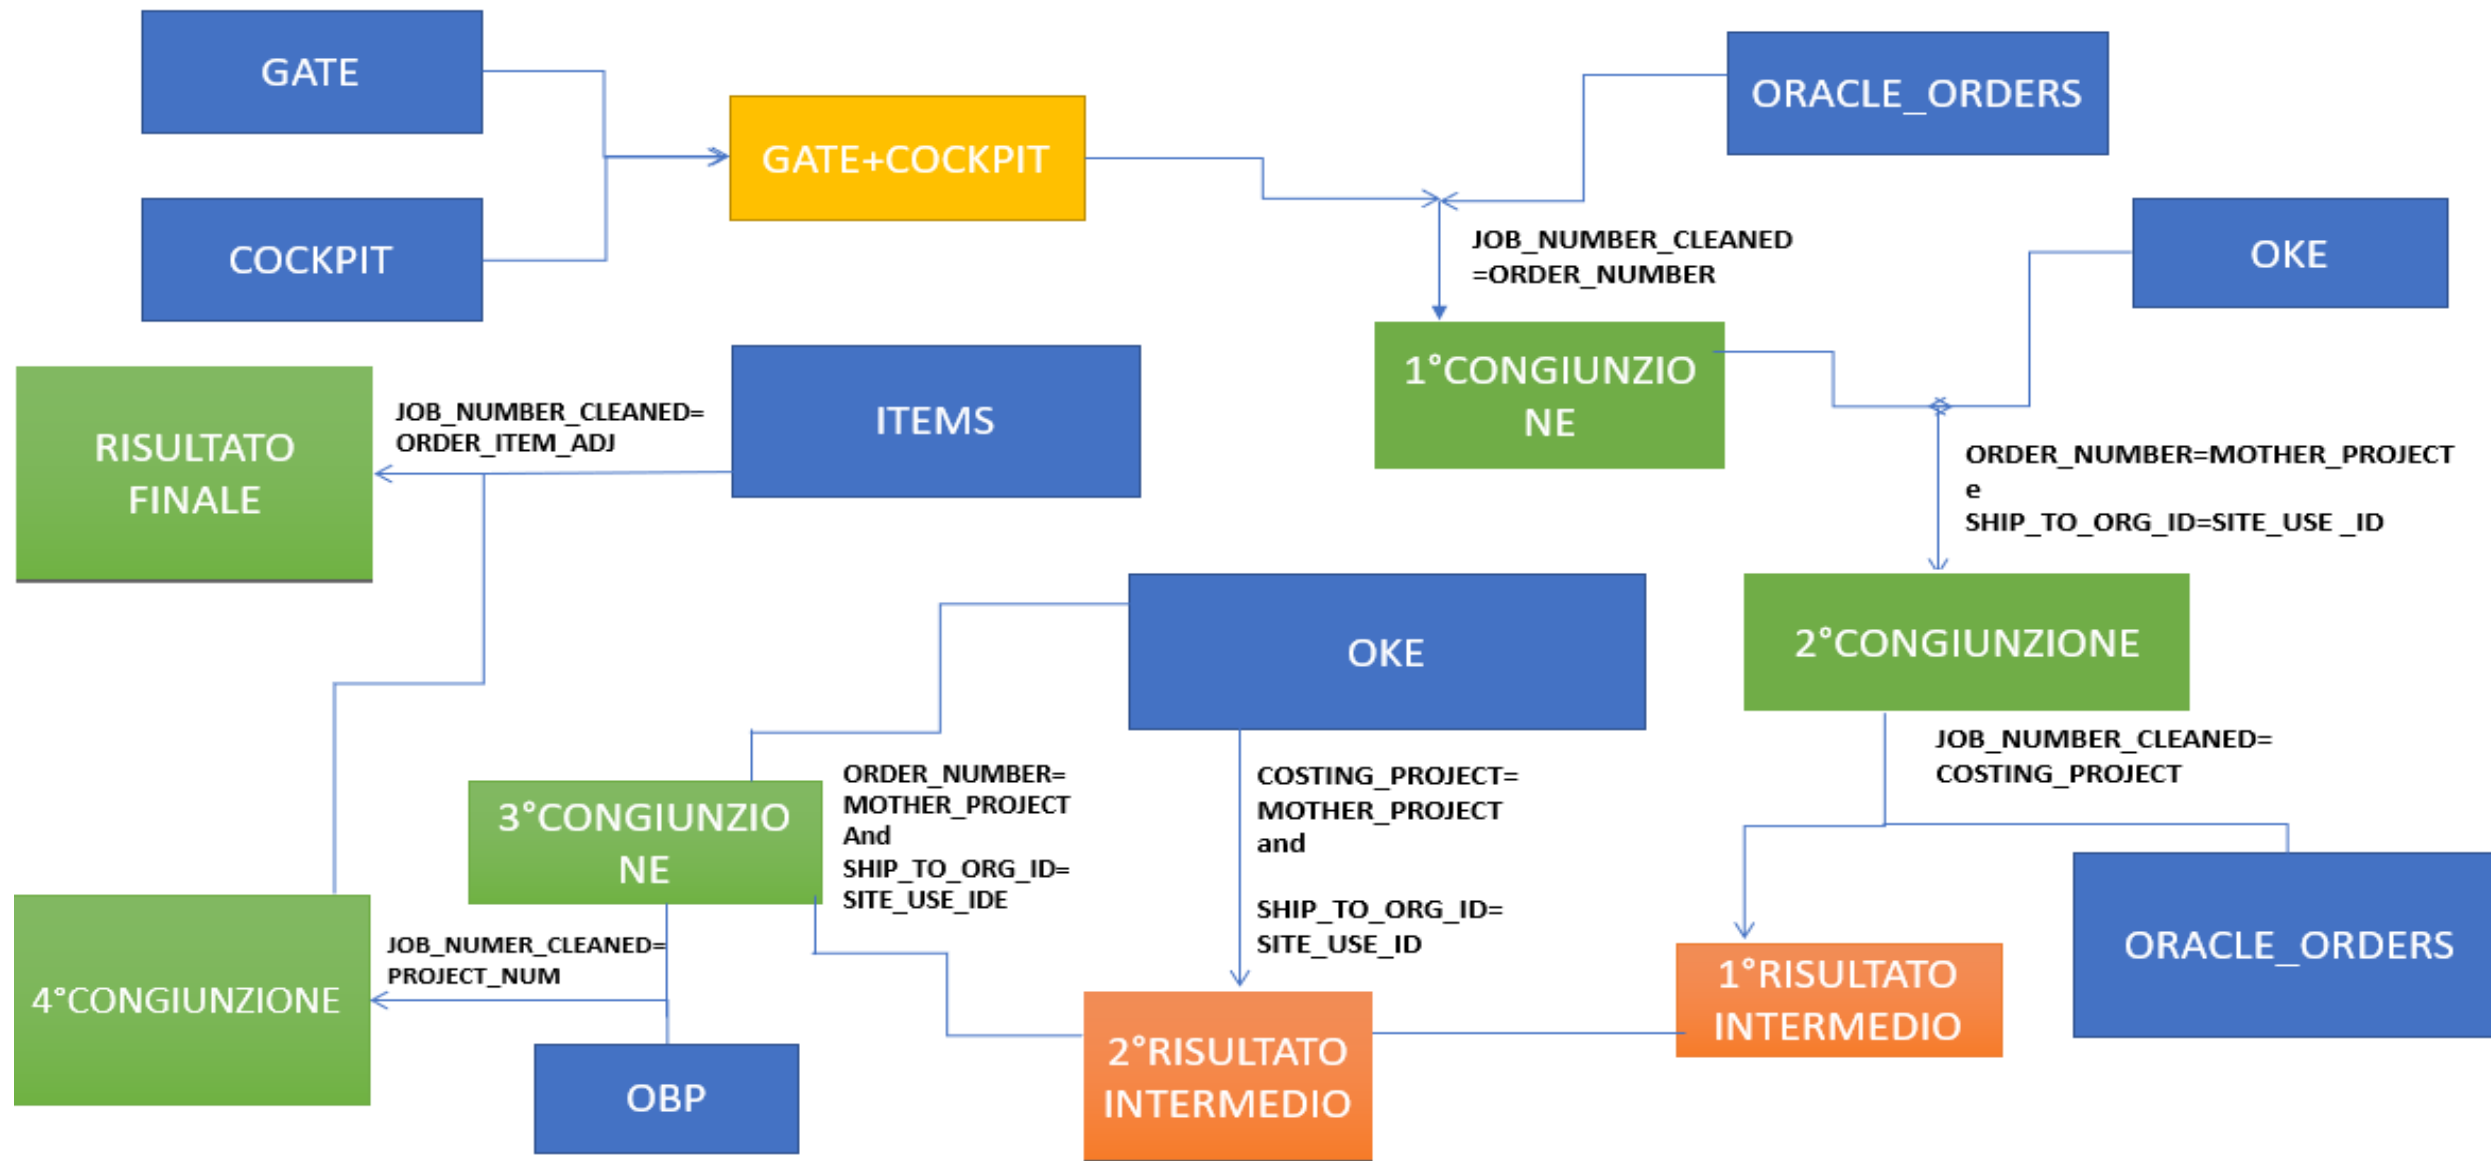 GATE
ORACLE_ORDERS
GATE+COCKPIT
COCKPIT
OKE
JOB_NUMBER_CLEANED
=ORDER_NUMBER
1°CONGIUNZIO
NE
ITEMS
JOB_NUMBER_CLEANED=
ORDER_ITEM_ADJ
RISULTATO
FINALE
ORDER_NUMBER=MOTHER_PROJECT
e
SHIP_TO_ORG_ID=SITE_USE _ID
OKE
2°CONGIUNZIONE
JOB_NUMBER_CLEANED=
COSTING_PROJECT
ORDER_NUMBER=
MOTHER_PROJECT
And
SHIP_TO_ORG_ID=
SITE_USE_IDE
COSTING_PROJECT=
MOTHER_PROJECT
and
SHIP_TO_ORG_ID=
SITE_USE_ID
3°CONGIUNZIO
NE
ORACLE_ORDERS
JOB_NUMER_CLEANED=
PROJECT_NUM
4°CONGIUNZIONE
1°RISULTATO
INTERMEDIO
2°RISULTATO
INTERMEDIO
OBP